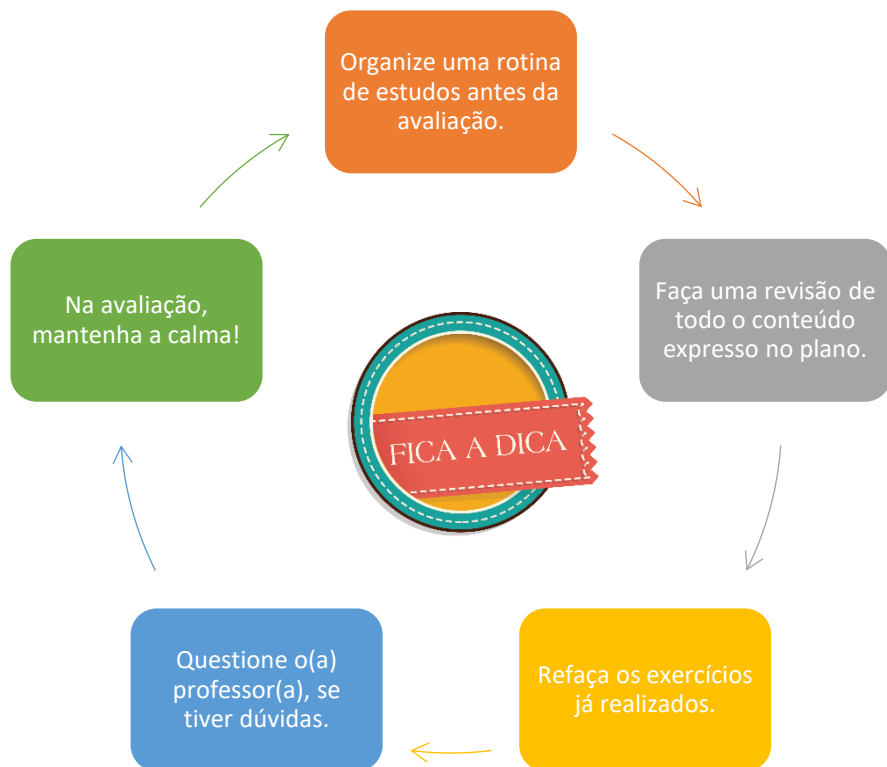 Organize uma rotina
de estudos antes da
avaliação.
Faça uma revisão de
todo o conteúdo
expresso no plano.
Refaça os exercícios
já realizados.
Questione o(a)
professor(a), se
tiver dúvidas.
Na avaliação,
mantenha a calma!
FICA A DICA